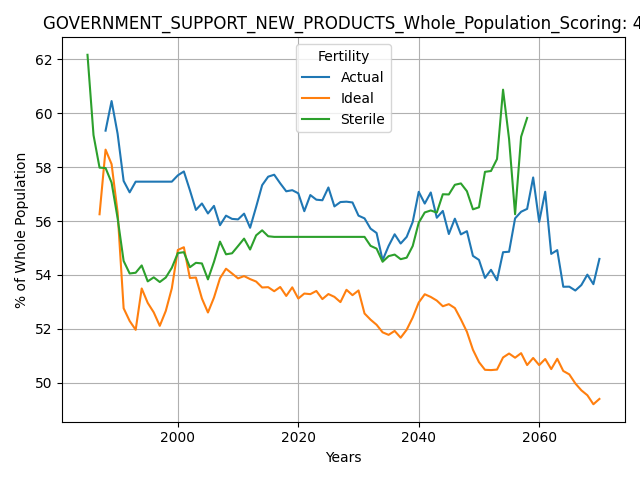 GOVERNMENT_SUPPORT_NEW_PRODUCTS_Whole_Population_Scoring: 4
Fertility
Actual
Ideal
Sterile
% of Whole Population
62
60
58
56
54
52
50
2000
2020
2040
2060
Years